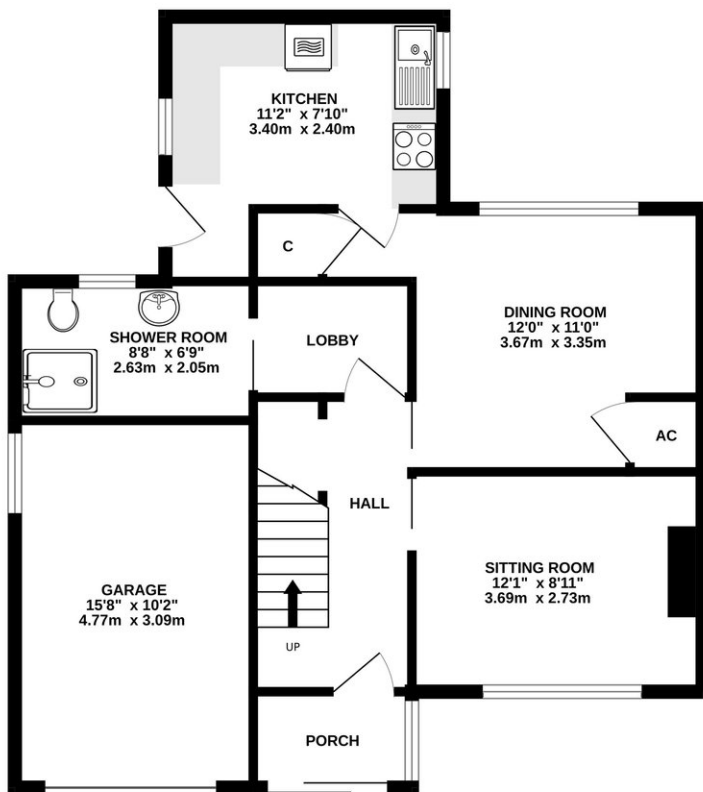 KITCHEN
11'2" x 7'10"
3.40m x 2.40m
C
DINING ROOM
12'0" x 11'0"
3.67m x 3.35m
SHOWER ROOM
8'8" x 6'9"
2.63m x 2.05m
LOBBY
AC
HALL
SITTING ROOM
12'1" x 8'11"
3.69m x 2.73m
GARAGE
15'8" x 10'2"
4.77m x 3.09m
UP
PORCH